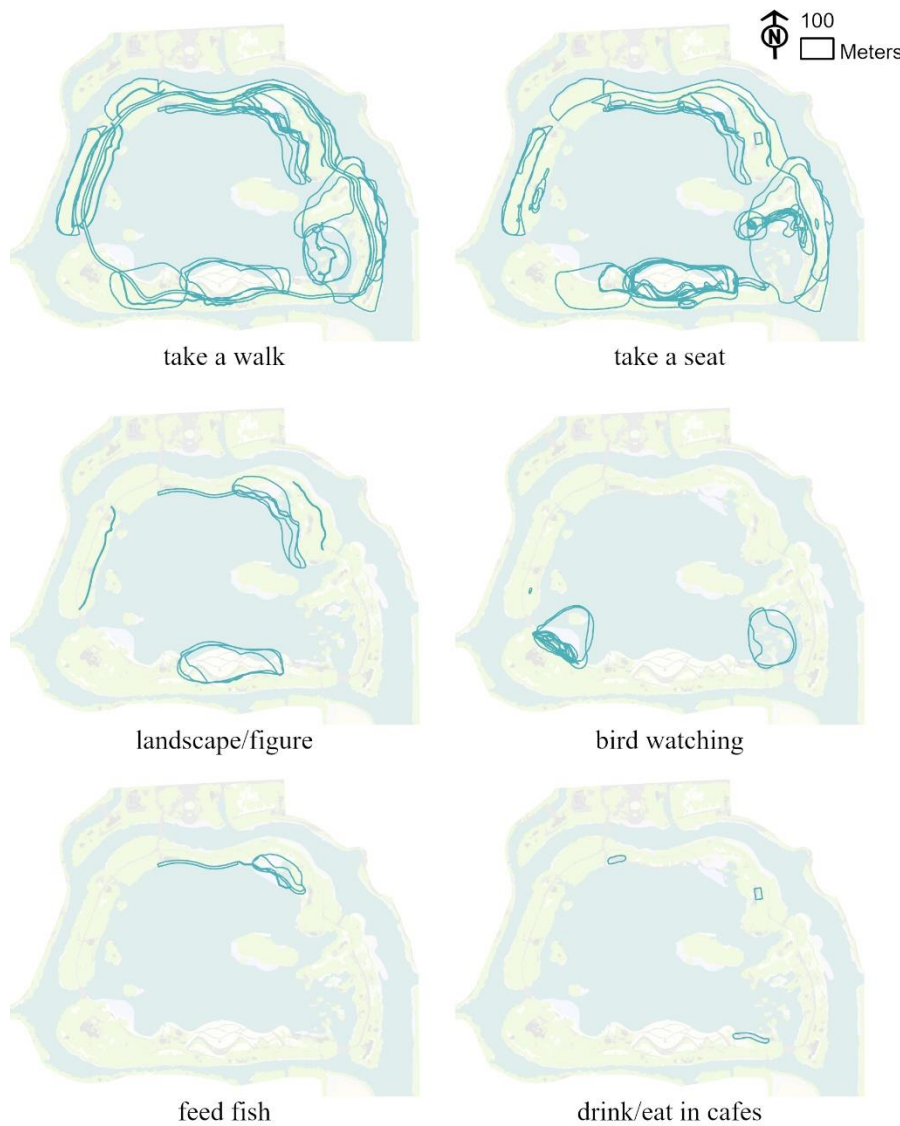 N
100
Meters
take a walk
take a seat
landscape/figure
bird watching
feed fish
drink/eat in cafes